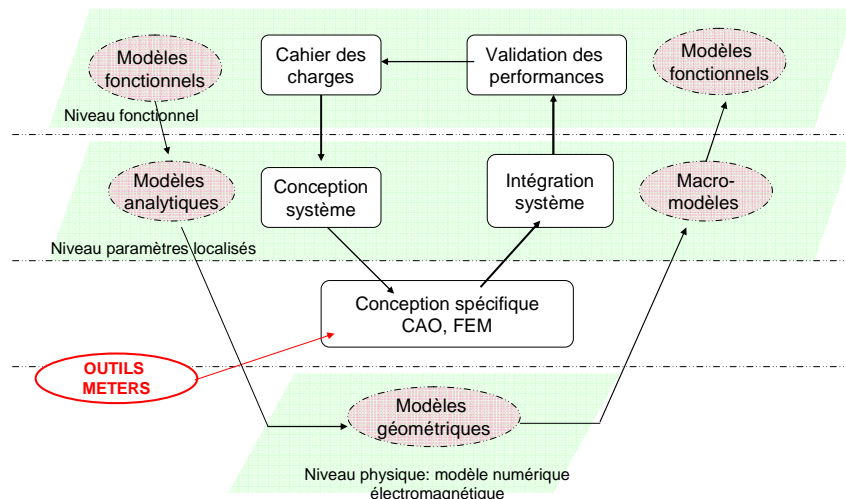 Modèles
fonctionnels
Cahier des
charges
Validation des
performances
Modèles
fonctionnels
Niveau fonctionnel
Modèles
analytiques
Conception
système
Intégration
système
Macro-
modèles
Niveau paramètres localisés
Conception spécifique
CAO, FEM
OUTILS
METERS
Modèles
géométriques
Niveau physique: modèle numérique
électromagnétique